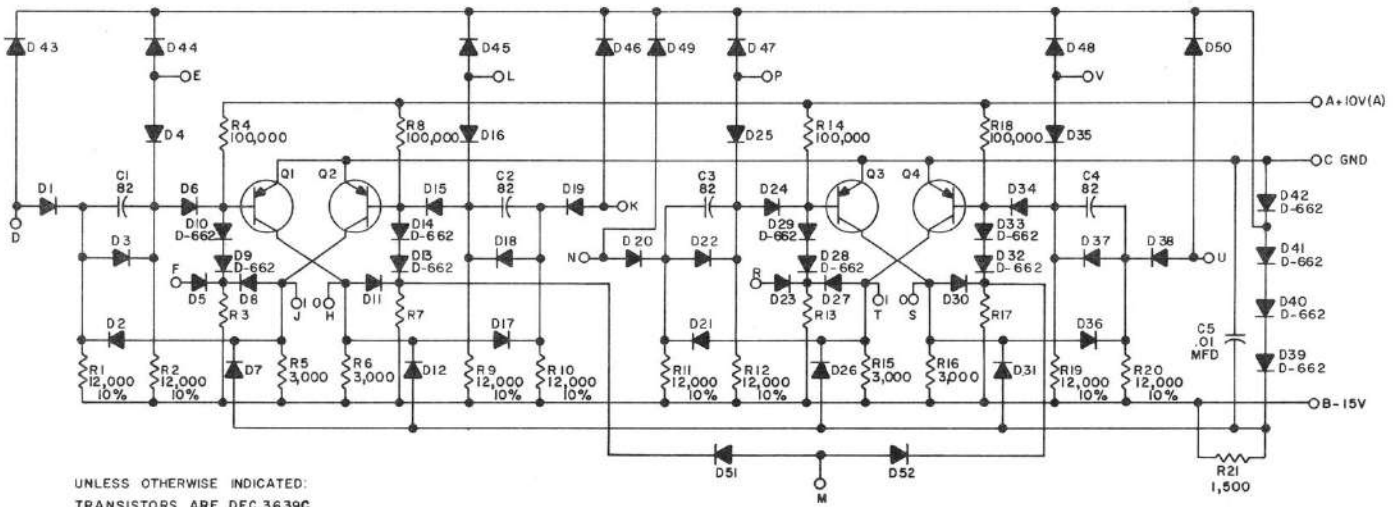 D43
D44
D45
D46
D49
D47
D48
D50
E
L
P
V
A+10V(A)
D4
R4
100,000
R8
100,000
D16
D25
R14
100,000
R18
100,000
D35
C GND
Q1
Q2
Q3
Q4
D1
C1
82
D6
D15
C2
82
D19
K
C3
82
D24
D34
C4
82
D42
D-662
D
D3
D10
D-662
D14
D-662
D18
N
D20
D22
D29
D-662
D33
D-662
D37
D38
U
D41
D-662
F
D9
D-662
D13
D-662
R
D28
D-662
D32
D-662
D5
D8
1
J
0
H
D11
D23
D27
1
T
0
S
D30
D40
D-662
R3
R7
R13
R17
D2
D17
D21
D36
C5
.01
MFD
D39
D-662
R1
12,000
10%
R2
12,000
10%
D7
R5
3,000
R6
3,000
D12
R9
12,000
10%
R10
12,000
10%
R11
12,000
10%
R12
12,000
10%
D26
R15
3,000
R16
3,000
D31
R19
12,000
10%
R20
12,000
10%
B-15V
D51
D52
M
R21
1,500
UNLESS OTHERWISE INDICATED:
TRANSISTORS ARE DEC 3639C